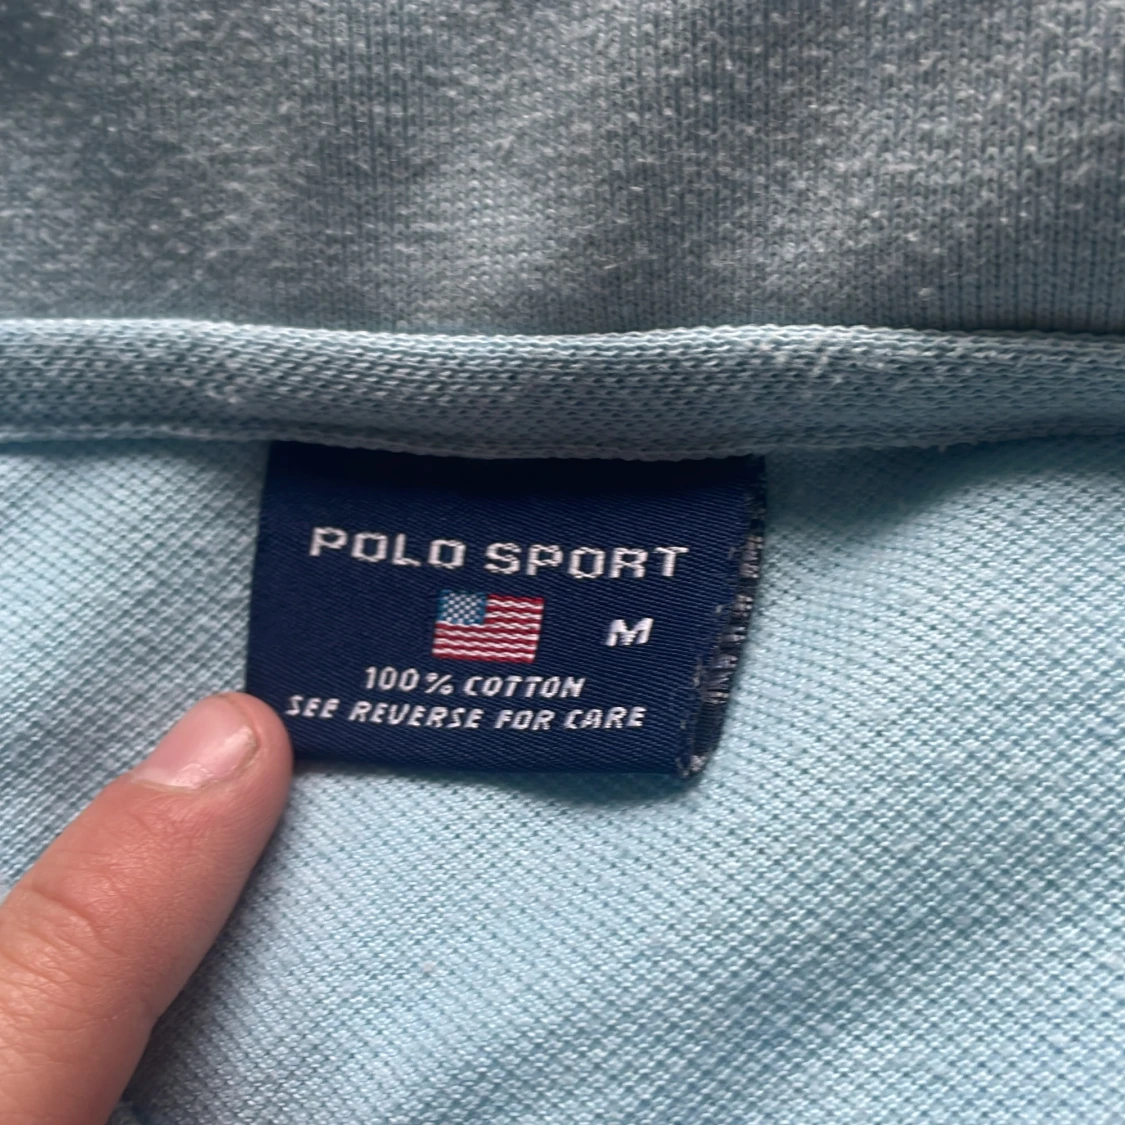 POLO SPORT
M
100% COTTON
SEE REVERSE FOR CARE